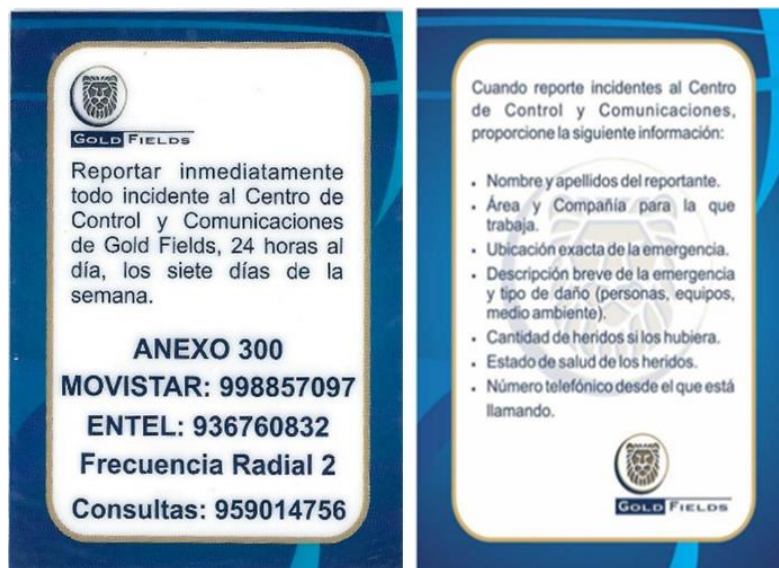 GOLD FIELDS
Reportar inmediatamente
todo incidente al Centro de
Control y Comunicaciones
de Gold Fields, 24 horas al
día, los siete días de la
semana.
ANEXO 300
MOVISTAR: 998857097
ENTEL: 936760832
Frecuencia Radial 2
Consultas: 959014756
Cuando reporte incidentes al Centro
de Control y Comunicaciones,
proporcione la siguiente información:
• Nombre y apellidos del reportante.
• Área y Compañía para la que
trabaja.
• Ubicación exacta de la emergencia.
• Descripción breve de la emergencia
y tipo de daño (personas, equipos,
medio ambiente).
• Cantidad de heridos si los hubiera.
• Estado de salud de los heridos.
• Número telefónico desde el que está
llamando.
GOLD FIELDS